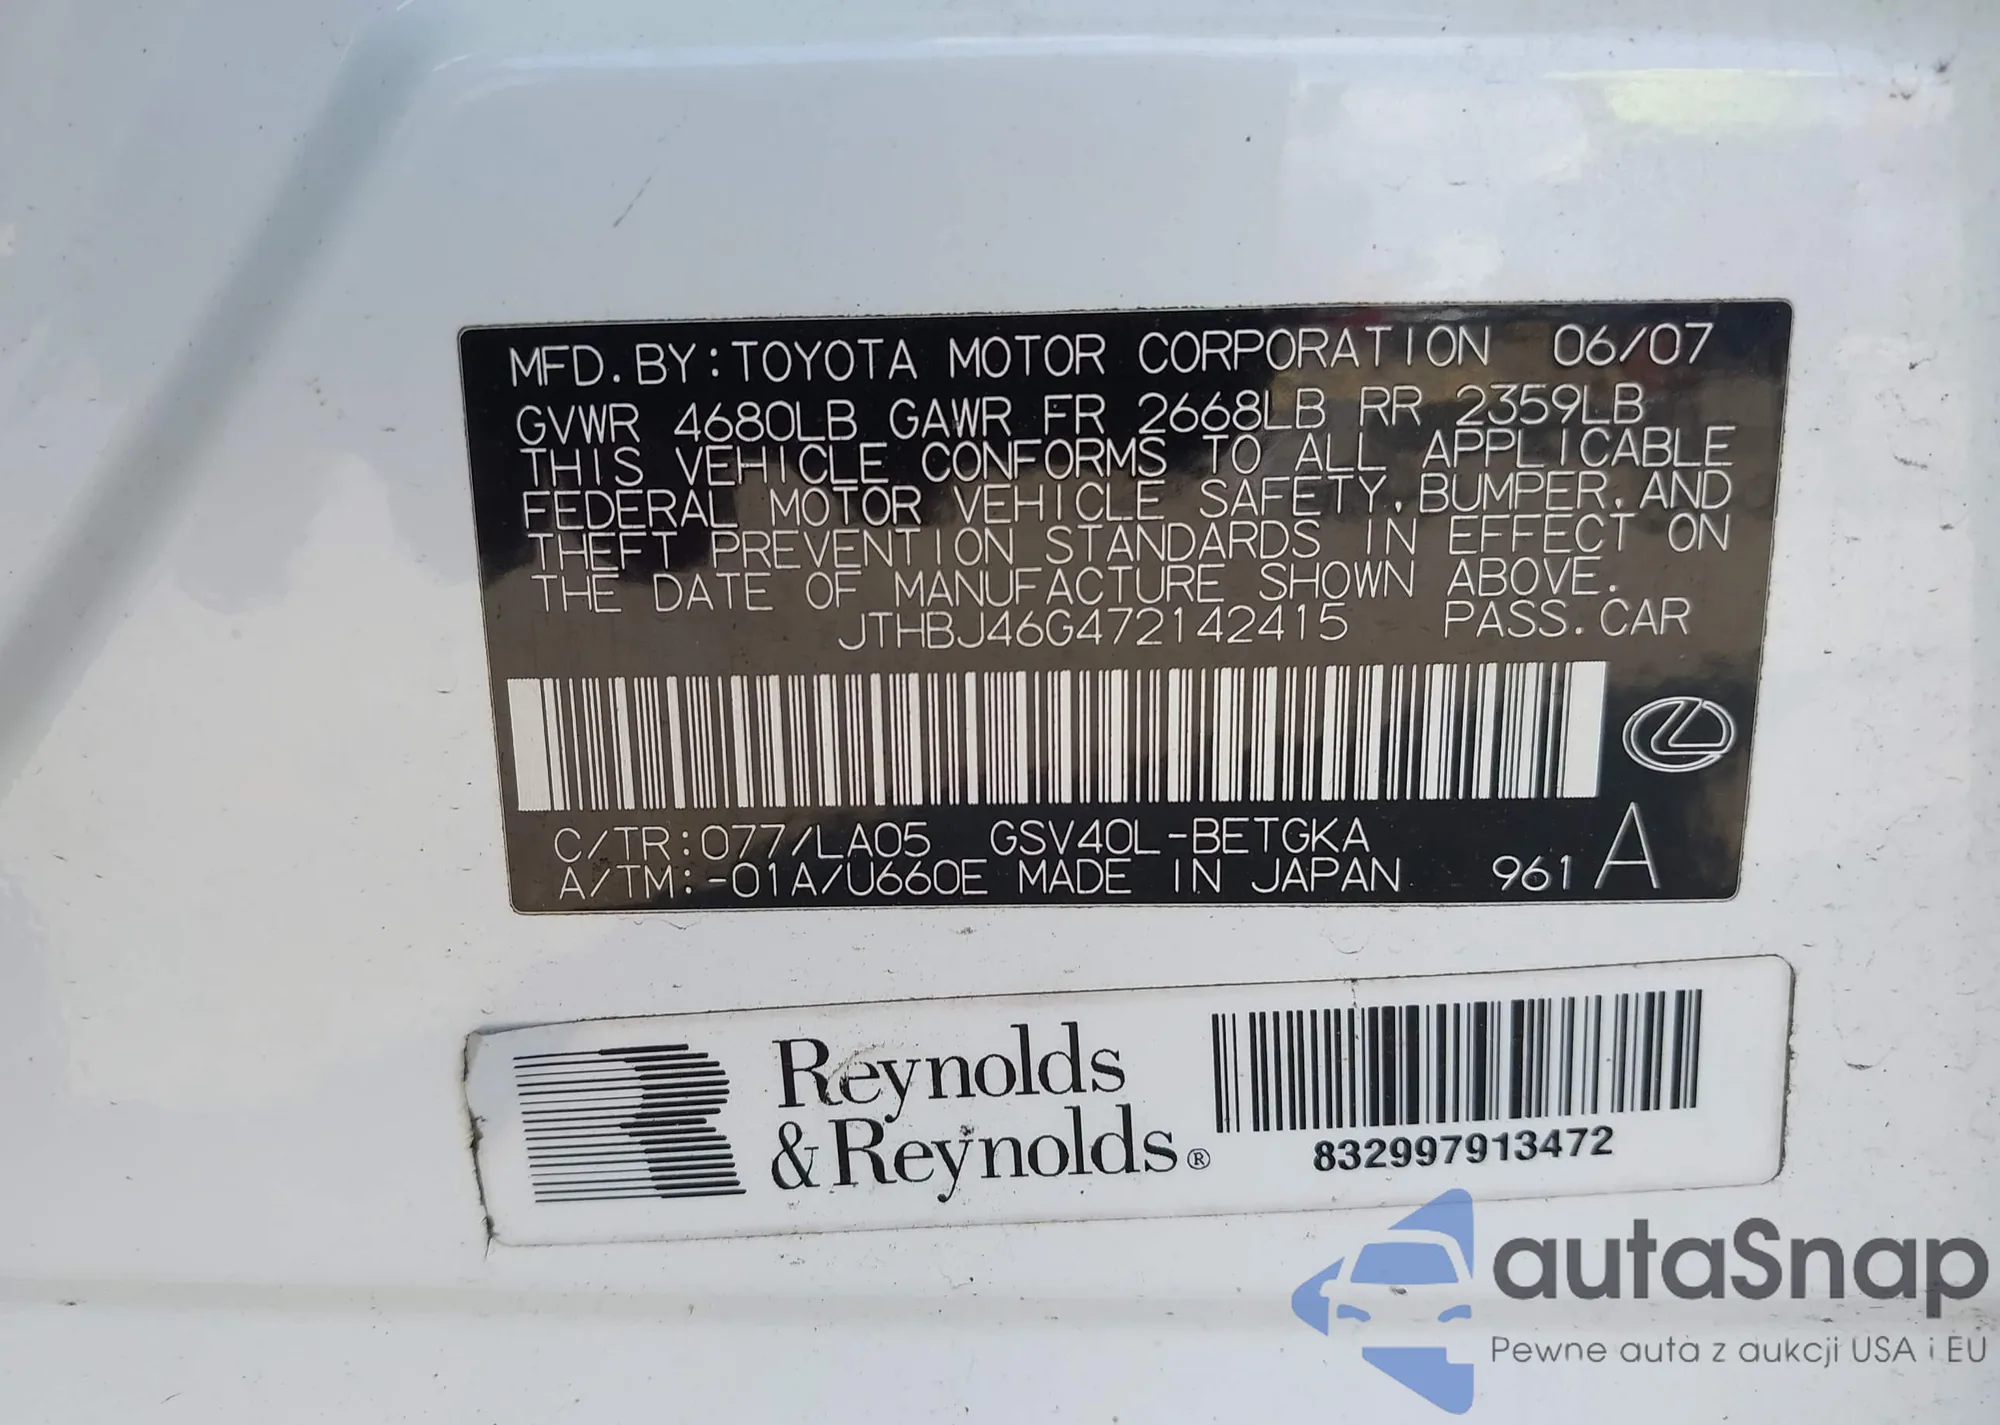 MFD. BY: TOYOTA MOTOR CORPORATION 06/07
GVWR 4680LB GAWR FR 2668LB RR 2359LB
THIS VEHICLE CONFORMS TO ALL APPLICABLE
FEDERAL MOTOR VEHICLE SAFETY, BUMPER, AND
THEFT PREVENTION STANDARDS IN EFFECT ON
THE DATE OF MANUFACTURE SHOWN ABOVE.
JTHBJ46G472142415 PASS. CAR
C/TR: 077/LA05 GSV40L-BETGKA
A/TM: -01A/U660E MADE IN JAPAN 961 A
Reynolds
&Reynolds®
832997913472
autaSnap
Pewne auta z aukcji USA i EU